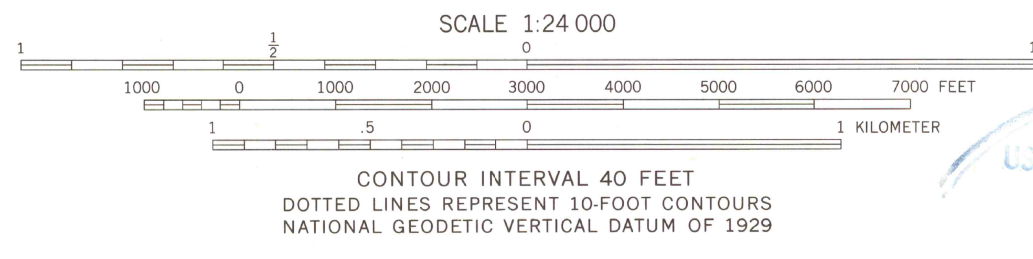 SCALE 1:24 000
1 ½ 0 1
1000 0 1000 2000 3000 4000 5000 6000 7000 FEET
1 .5 0 1 KILOMETER
CONTOUR INTERVAL 40 FEET
DOTTED LINES REPRESENT 10-FOOT CONTOURS
NATIONAL GEODETIC VERTICAL DATUM OF 1929